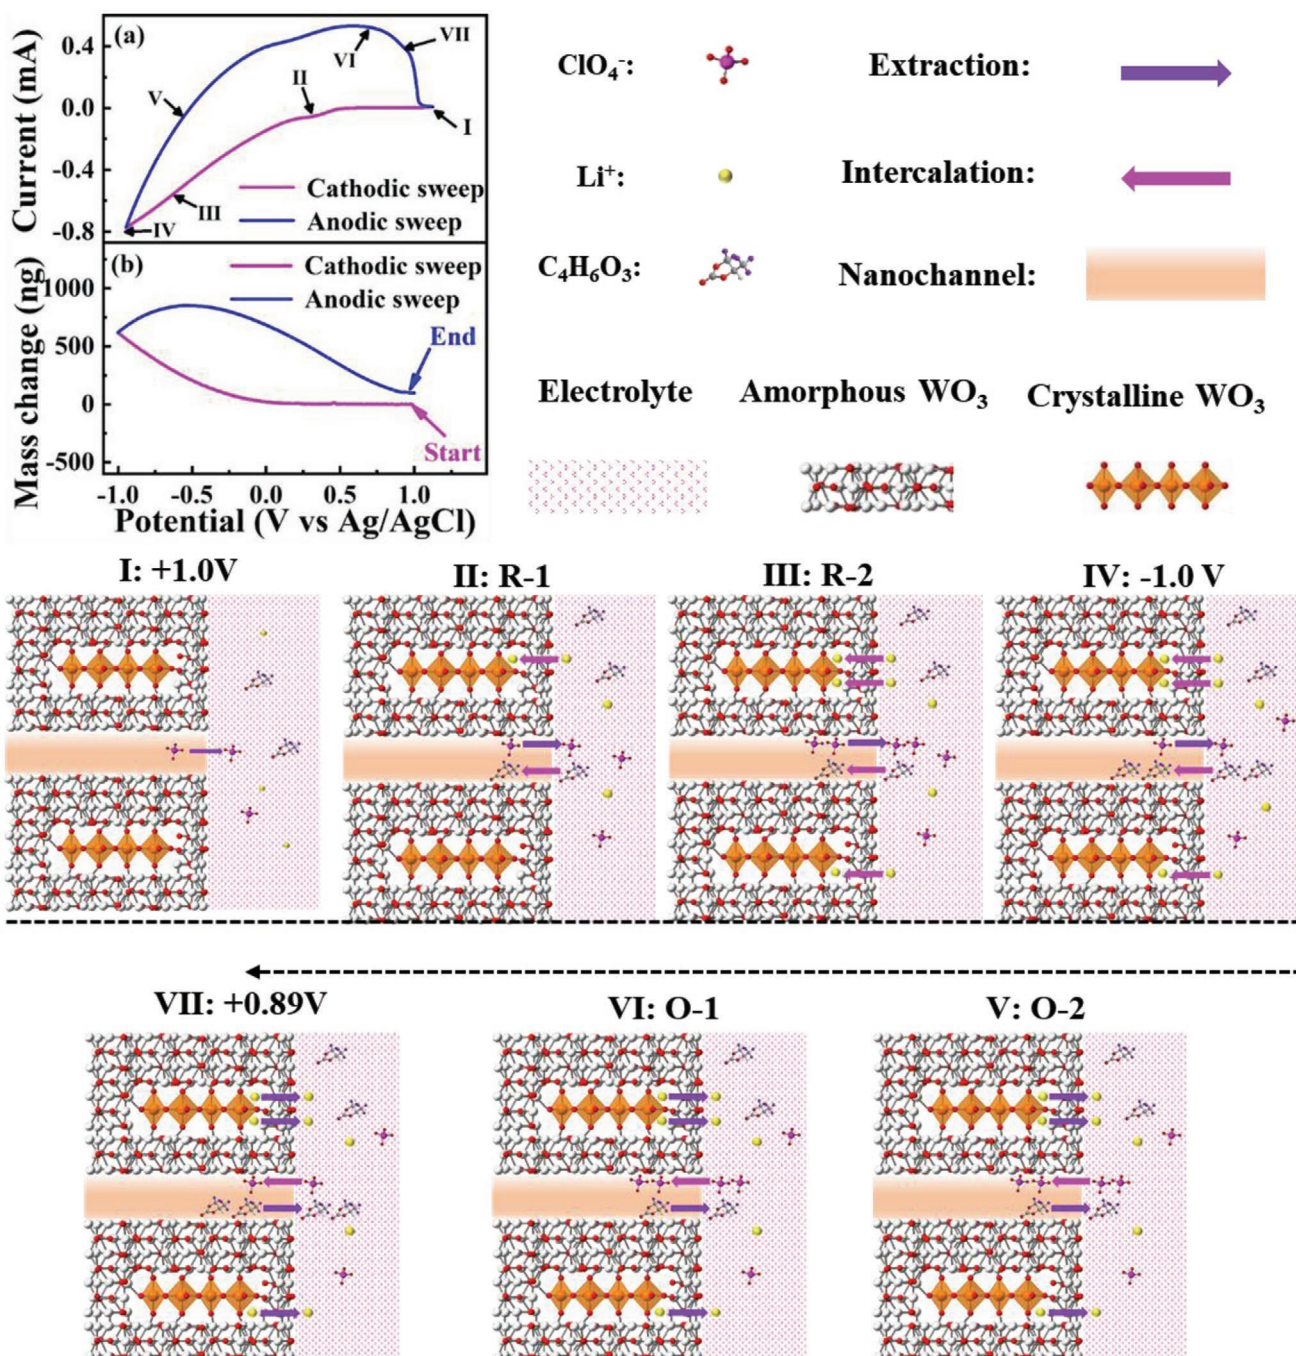 (a)
Current (mA)
0.4
0.0
-0.4
-0.8
I
II
III
IV
V
VI
VII
Cathodic sweep
Anodic sweep
(b)
Mass change (ng)
1000
500
0
-500
Cathodic sweep
Anodic sweep
End
Start
-1.0 -0.5 0.0 0.5 1.0
Potential (V vs Ag/AgCl)
ClO₄⁻: Extraction:
Li⁺: Intercalation:
C₄H₆O₃: Nanochannel:
Electrolyte Amorphous WO₃ Crystalline WO₃
I: +1.0V II: R-1 III: R-2 IV: -1.0 V
VII: +0.89V VI: O-1 V: O-2